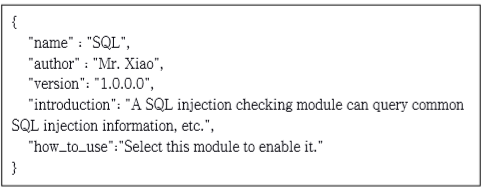 {
"name" : "SQL",
"author" : "Mr. Xiao",
"version": "1.0.0.0",
"introduction": "A SQL injection checking module can query common
SQL injection information, etc.",
"how_to_use":"Select this module to enable it."
}